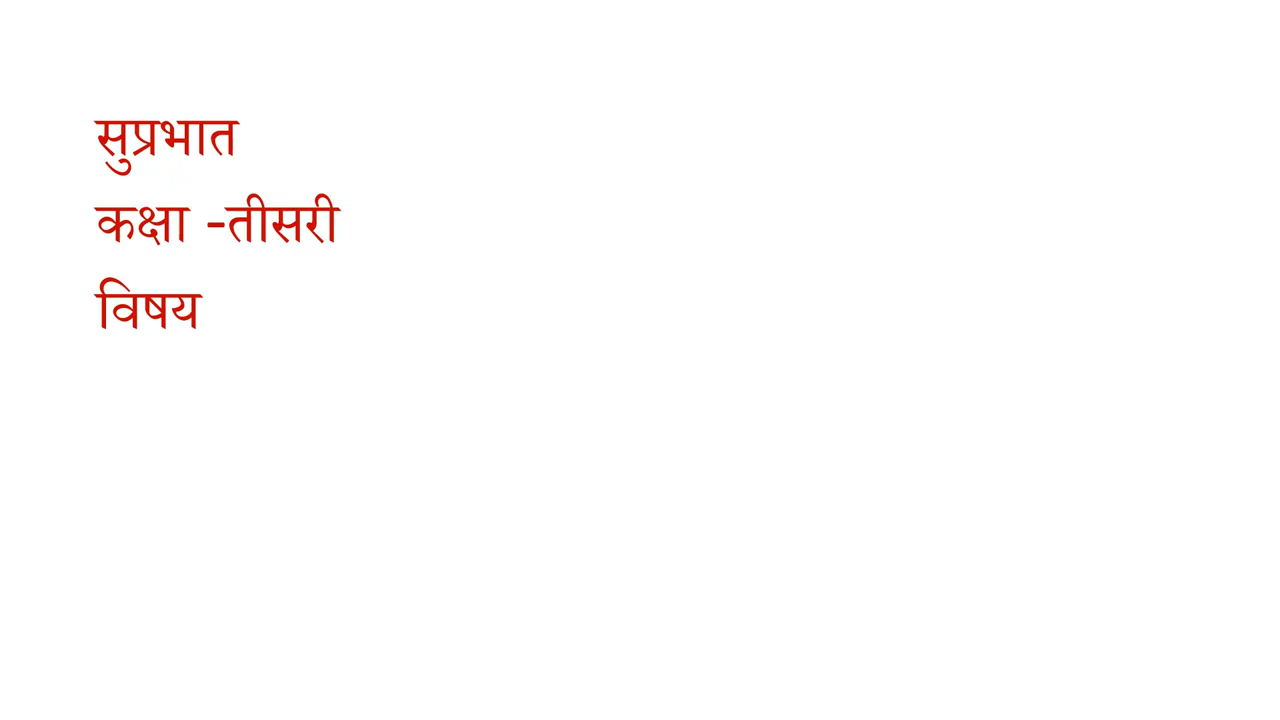 सुप्रभात
कक्षा -तीसरी
विषय